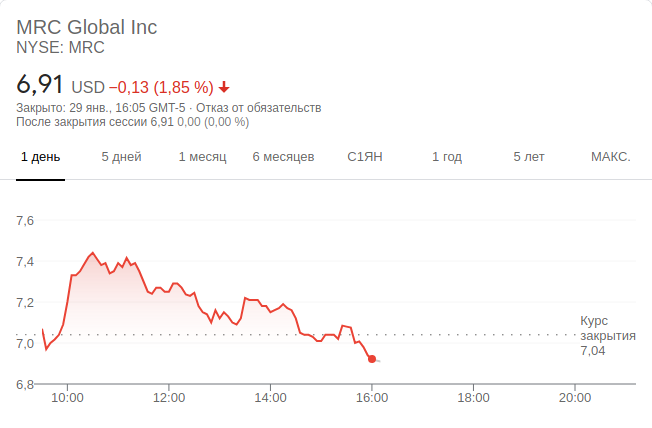 MRC Global Inc
NYSE: MRC
6,91 USD −0,13 (1,85 %)
Закрыто: 29 янв., 16:05 GMT-5 · Отказ от обязательств
После закрытия сессии 6,91 0,00 (0,00 %)
1 день 5 дней 1 месяц 6 месяцев С1ЯН 1 год 5 лет МАКС.
7,6
7,4
7,2
7,0
6,8
Курс
закрытия
7,04
10:00 12:00 14:00 16:00 18:00 20:00